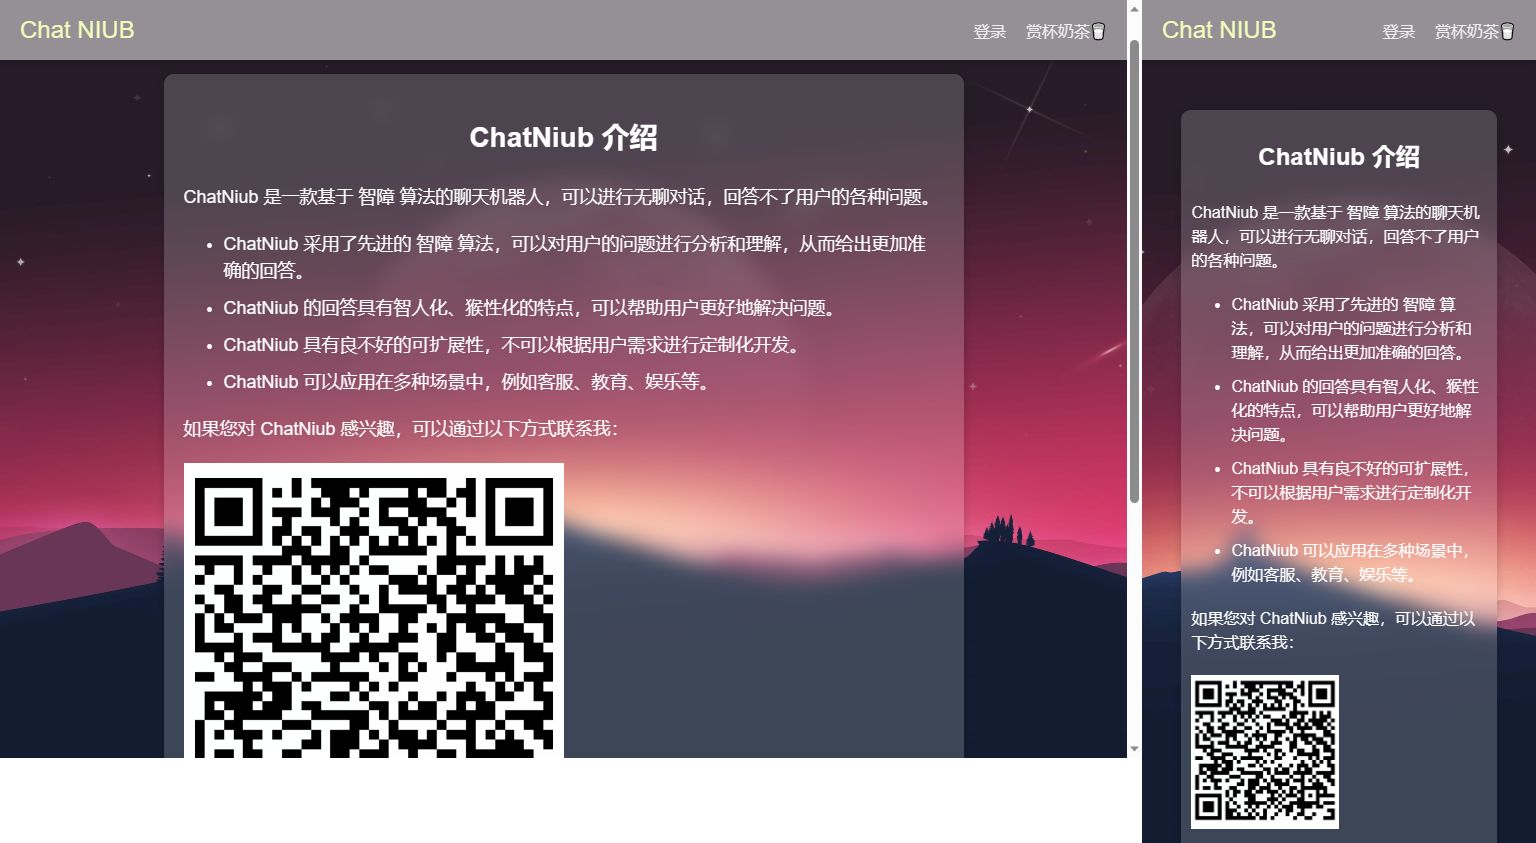 Chat NIUB
登录 赏杯奶茶🥛
ChatNiub 介绍
ChatNiub 是一款基于 智障 算法的聊天机器人，可以进行无聊对话，回答不了用户的各种问题。
• ChatNiub 采用了先进的 智障 算法，可以对用户的问题进行分析和理解，从而给出更加准
确的回答。
• ChatNiub 的回答具有智人化、猴性化的特点，可以帮助用户更好地解决问题。
• ChatNiub 具有良不好的可扩展性，不可以根据用户需求进行定制化开发。
• ChatNiub 可以应用在多种场景中，例如客服、教育、娱乐等。
如果您对 ChatNiub 感兴趣，可以通过以下方式联系我：
Chat NIUB
登录 赏杯奶茶🥛
ChatNiub 介绍
ChatNiub 是一款基于 智障 算法的聊天机
器人，可以进行无聊对话，回答不了用户
的各种问题。
• ChatNiub 采用了先进的 智障 算
法，可以对用户的问题进行分析和
理解，从而给出更加准确的回答。
• ChatNiub 的回答具有智人化、猴性
化的特点，可以帮助用户更好地解
决问题。
• ChatNiub 具有良不好的可扩展性，
不可以根据用户需求进行定制化开
发。
• ChatNiub 可以应用在多种场景中，
例如客服、教育、娱乐等。
如果您对 ChatNiub 感兴趣，可以通过以
下方式联系我：